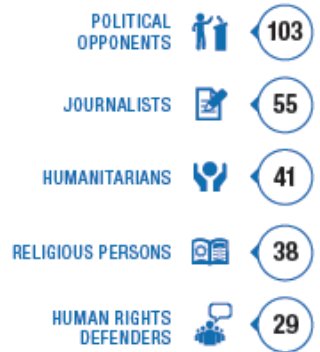 POLITICAL
OPPONENTS
103
JOURNALISTS
55
HUMANITARIANS
41
RELIGIOUS PERSONS
38
HUMAN RIGHTS
DEFENDERS
29